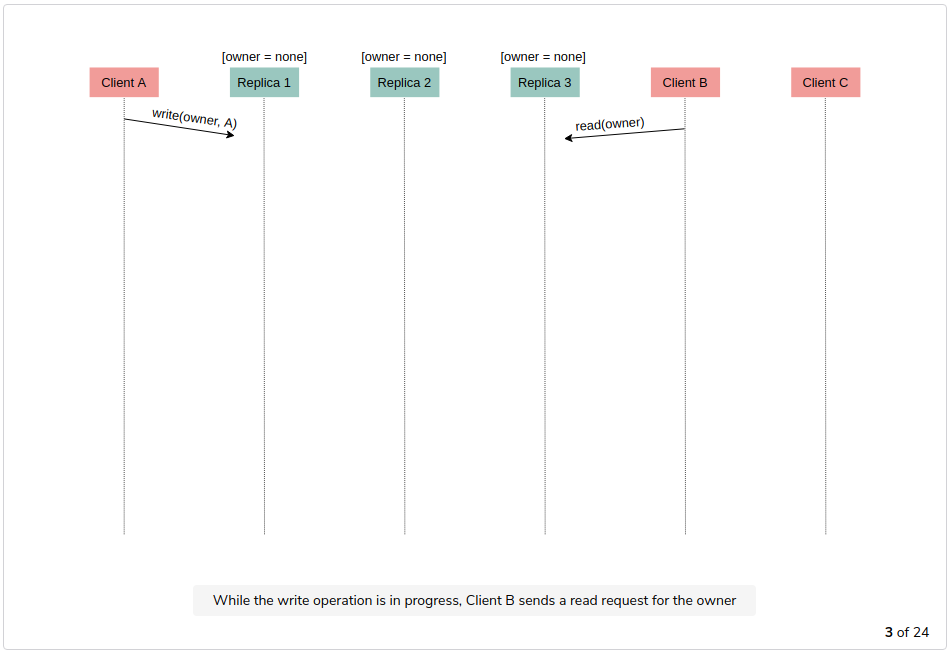 [owner = none] [owner = none] [owner = none]
Client A Replica 1 Replica 2 Replica 3 Client B Client C
write(owner, A)
read(owner)
While the write operation is in progress, Client B sends a read request for the owner
3 of 24